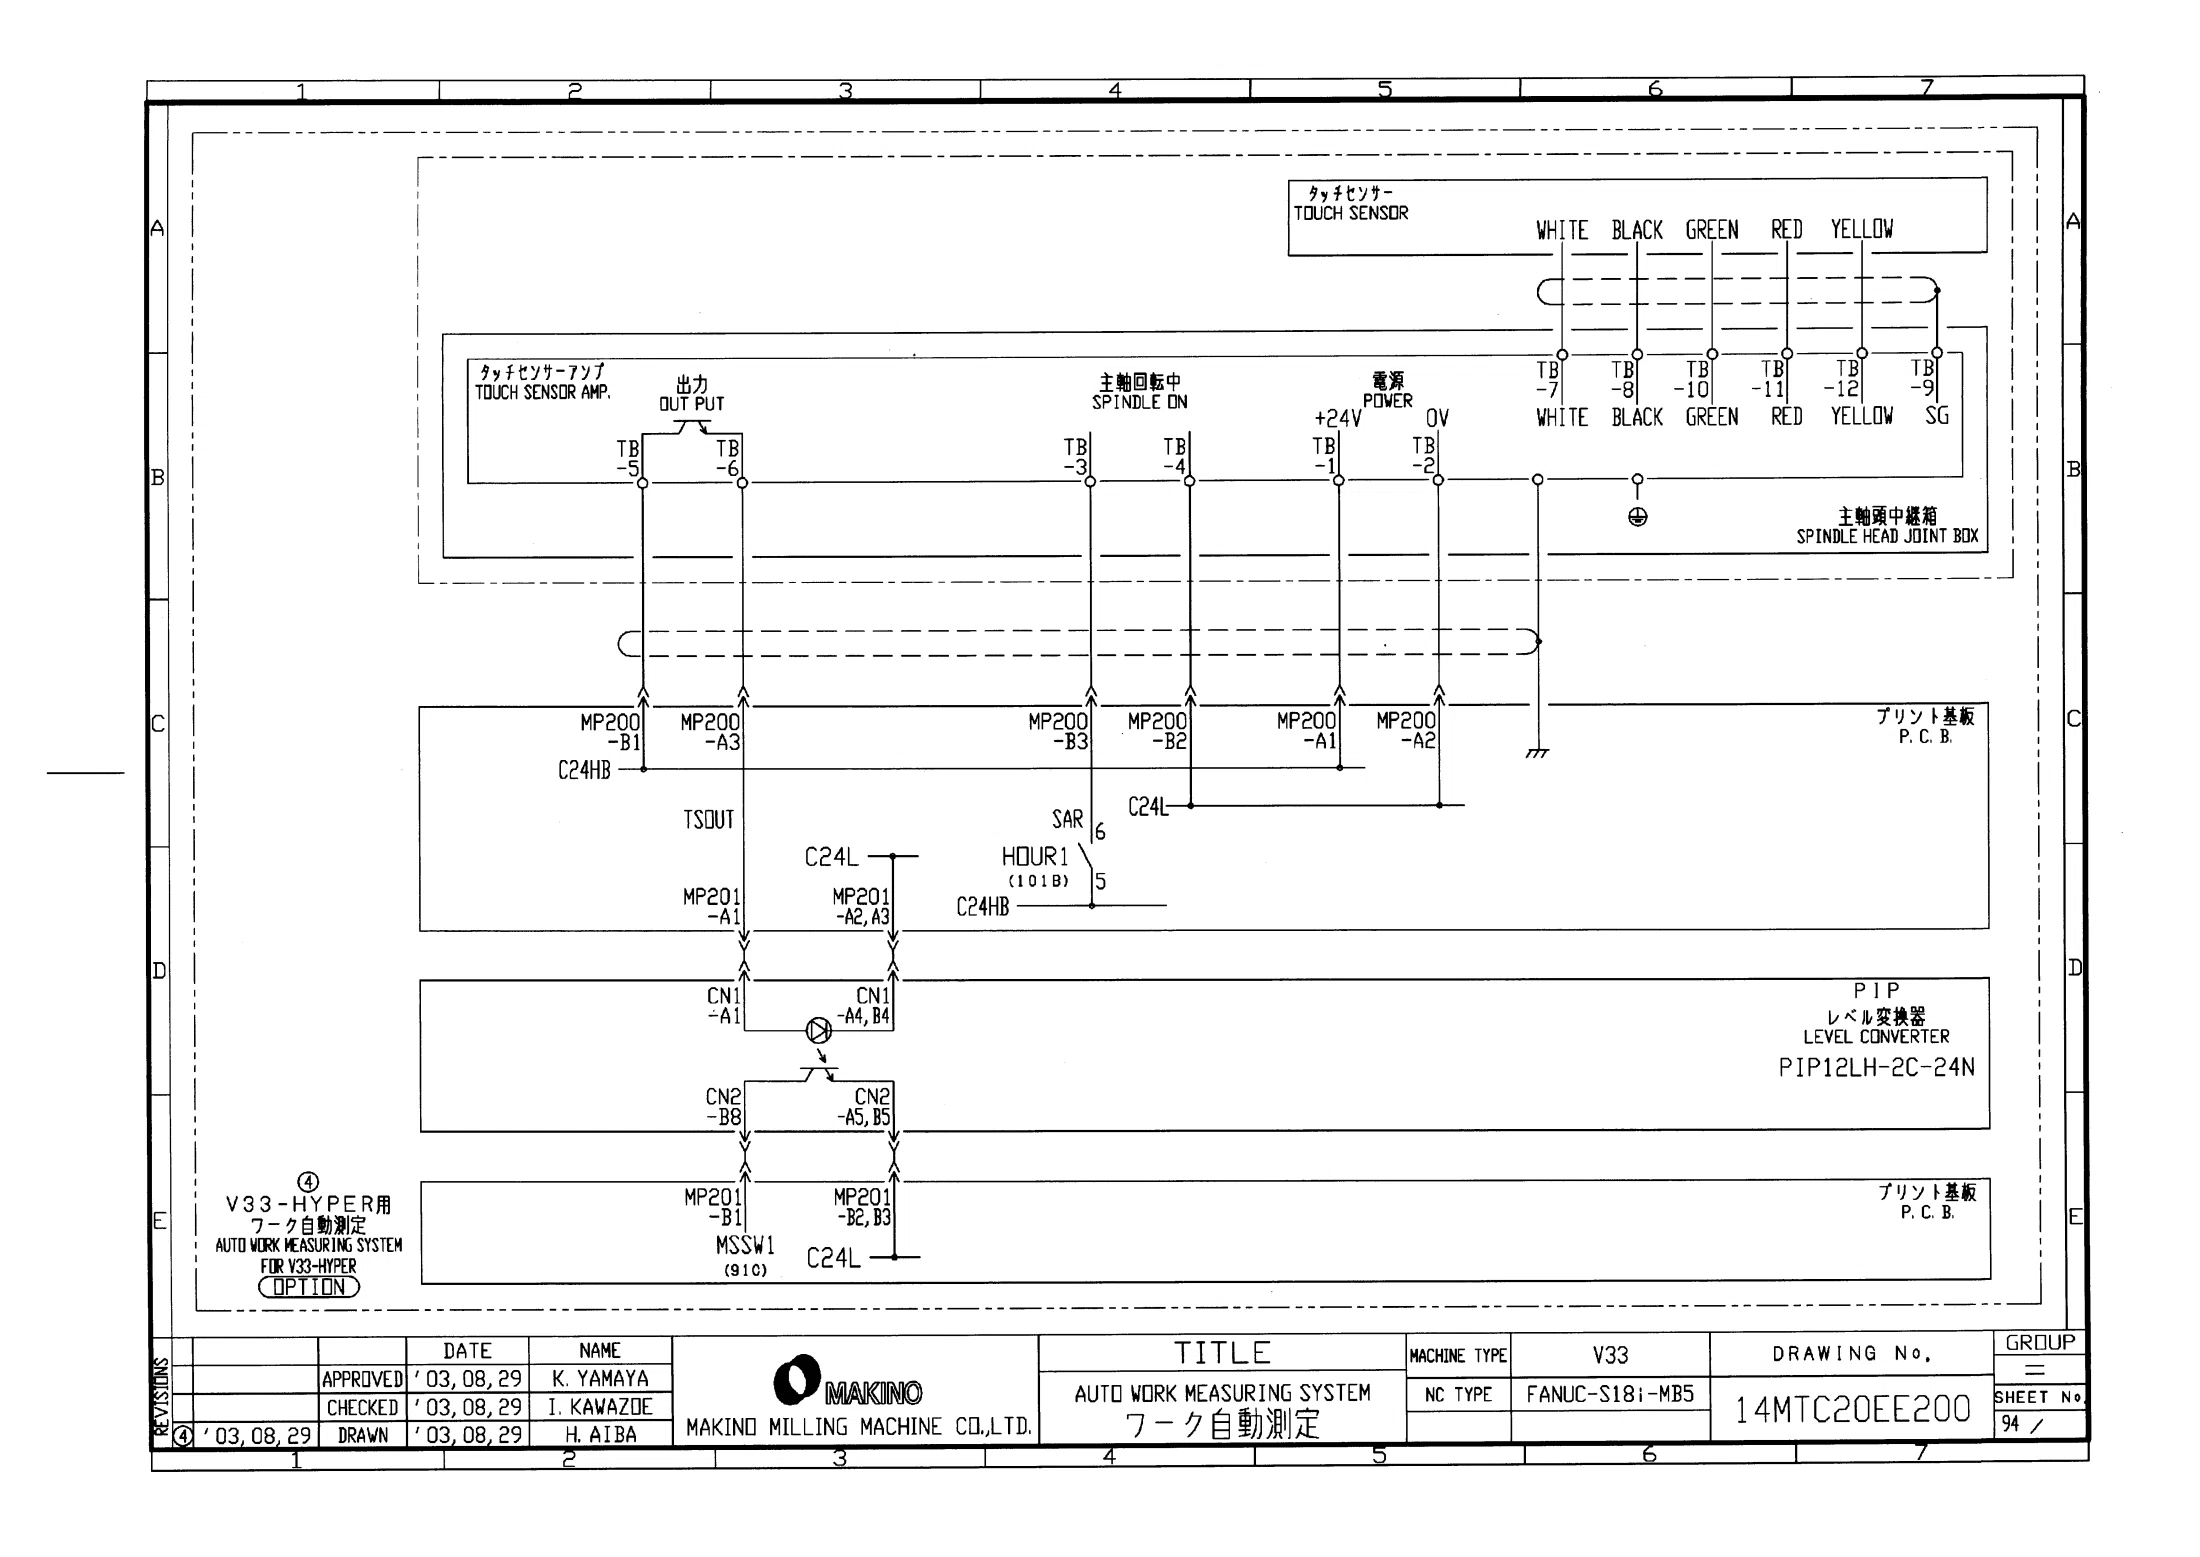 1 2 3 4 5 6 7
A
B
C
D
E
A
B
C
D
E
タッチセンサー
TOUCH SENSOR
WHITE BLACK GREEN RED YELLOW
TB TB TB TB TB TB
-7 -8 -10 -11 -12 -9
WHITE BLACK GREEN RED YELLOW SG
タッチセンサーアンプ
TOUCH SENSOR AMP.
出力
OUT PUT
主軸回転中
SPINDLE ON
電源
POWER
+24V 0V
TB TB TB TB TB TB
-5 -6 -3 -4 -1 -2
主軸頭中継箱
SPINDLE HEAD JOINT BOX
MP200 MP200 MP200 MP200 MP200 MP200
-B1 -A3 -B3 -B2 -A1 -A2
プリント基板
P. C. B.
C24HB
C24L
TSOUT
SAR 6
C24L
HOUR1
(101B) 5
C24HB
MP201 MP201
-A1 -A2, A3
CN1 CN1
-A1 -A4, B4
PIP
レベル変換器
LEVEL CONVERTER
PIP12LH-2C-24N
CN2 CN2
-B8 -A5, B5
MP201 MP201
-B1 -B2, B3
MSSW1
(91C)
C24L
プリント基板
P. C. B.
④
V33-HYPER用
ワーク自動測定
AUTO WORK MEASURING SYSTEM
FOR V33-HYPER
OPTION
REVISIONS
④ '03,08,29
DATE NAME
APPROVED '03,08,29 K. YAMAYA
CHECKED '03,08,29 I. KAWAZOE
DRAWN '03,08,29 H. AIBA
MAKINO
MAKINO MILLING MACHINE CO.,LTD.
TITLE
AUTO WORK MEASURING SYSTEM
ワーク自動測定
MACHINE TYPE V33
NC TYPE FANUC-S18i-MB5
DRAWING No.
14MTC20EE200
GROUP
=
SHEET No.
94 /
1 2 3 4 5 6 7